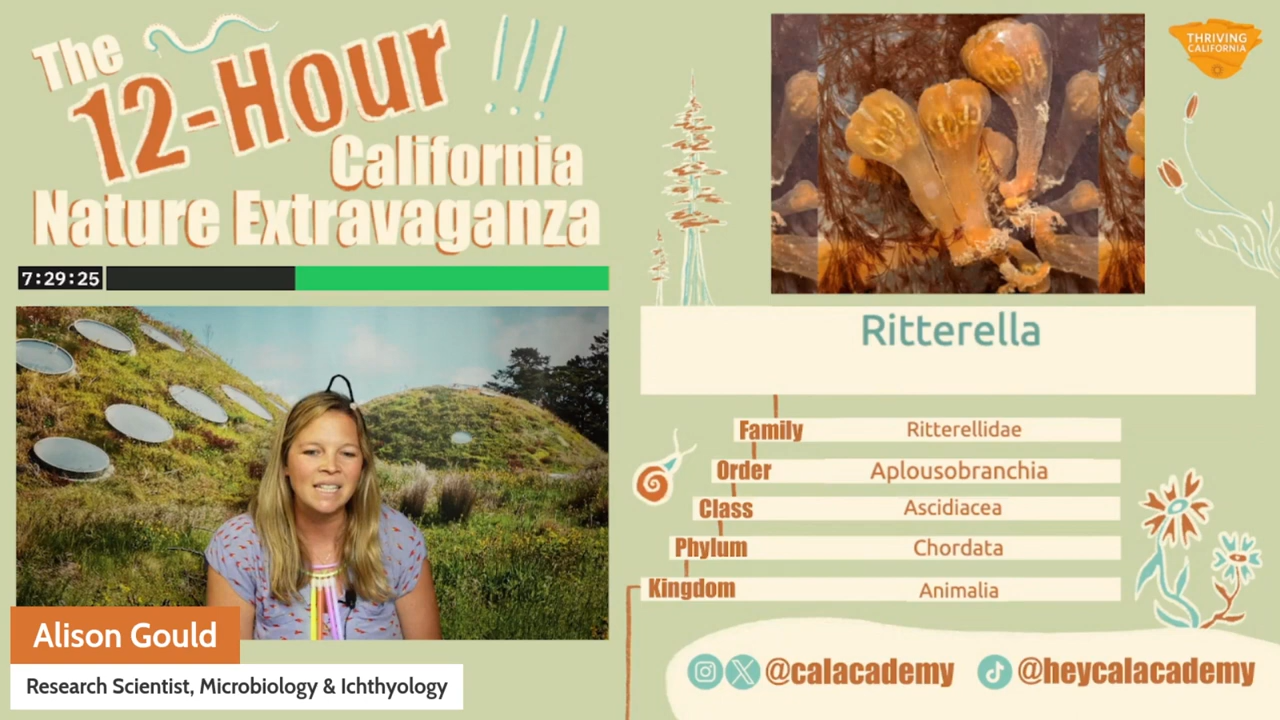 The
12-Hour
California
Nature Extravaganza
!!!
7:29:25
THRIVING
CALIFORNIA
Ritterella
Family Ritterellidae
Order Aplousobranchia
Class Ascidiacea
Phylum Chordata
Kingdom Animalia
Alison Gould
Research Scientist, Microbiology & Ichthyology
@calacademy @heycalacademy